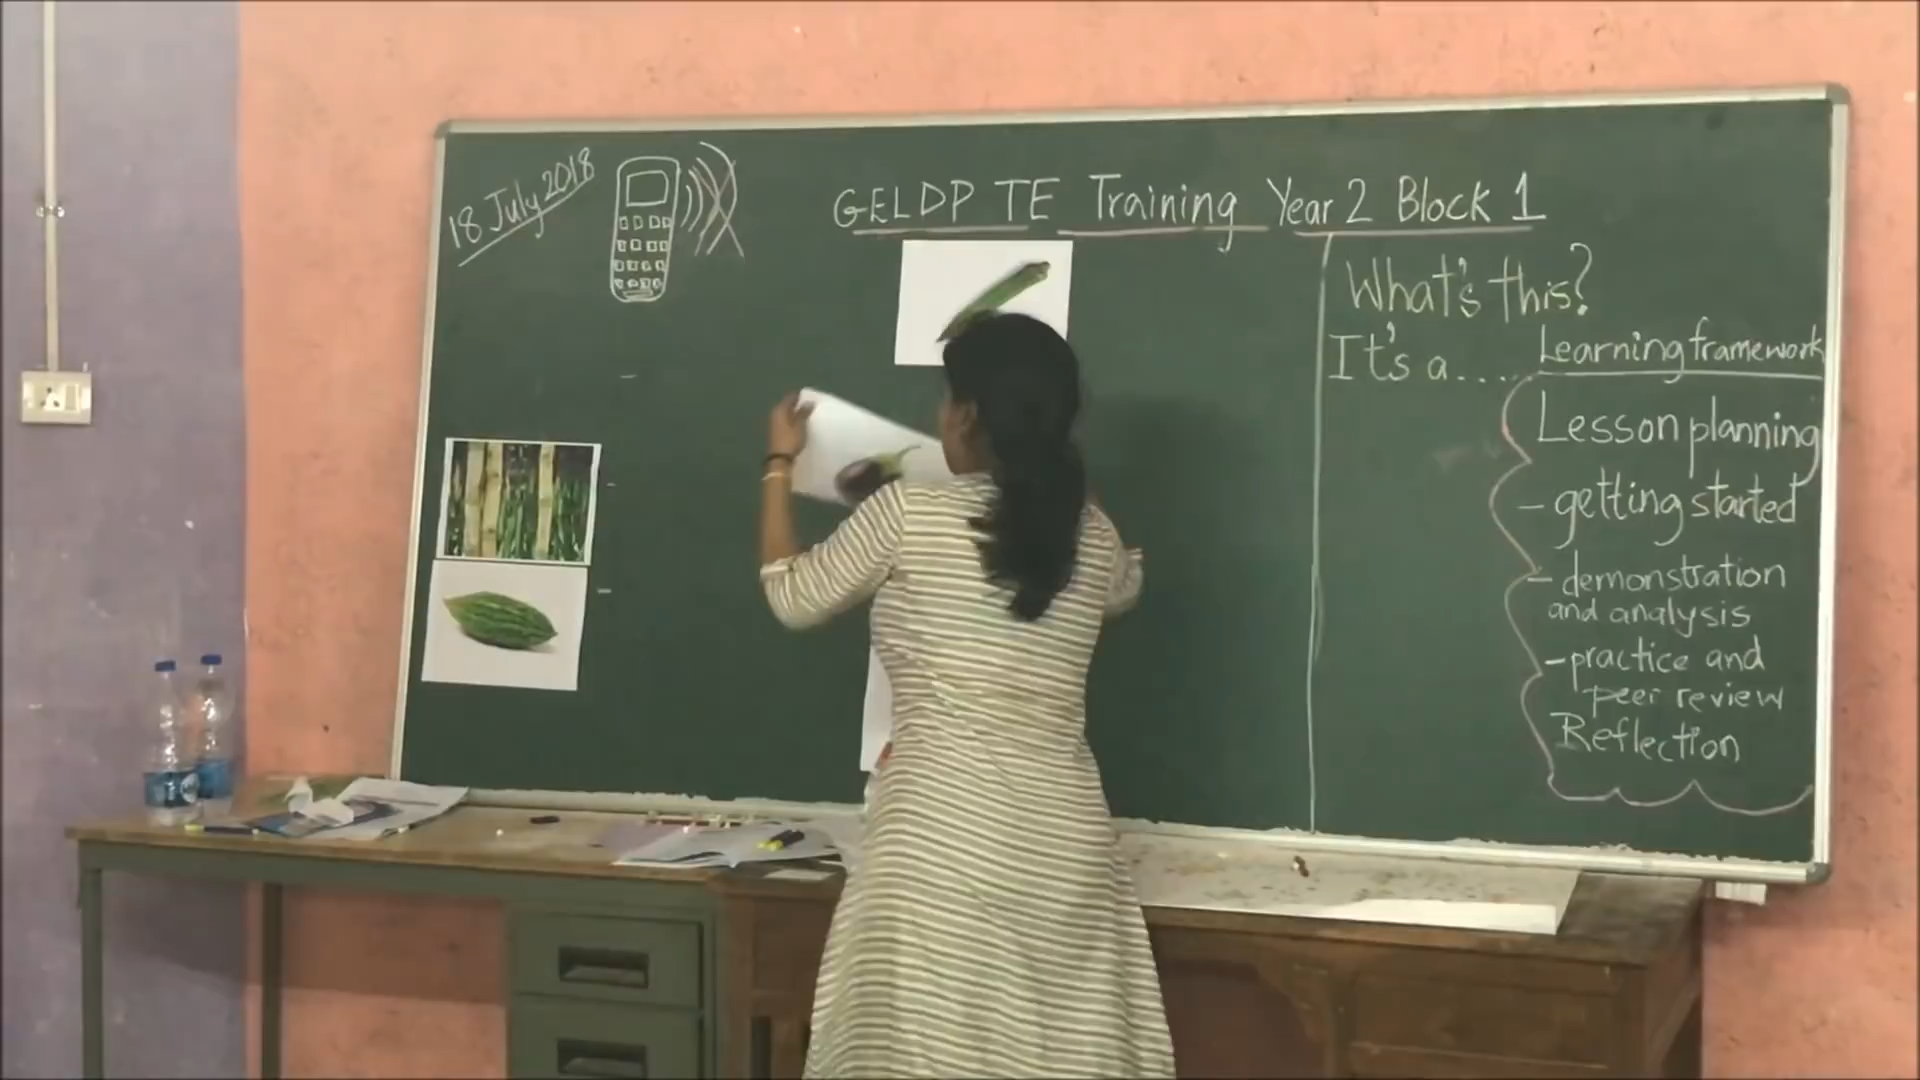 18 July 2018
GELDP TE Training Year 2 Block 1
What's this?
It's a.....
Learning framework
Lesson planning
- getting started
- demonstration
and analysis
- practice and
peer review
Reflection